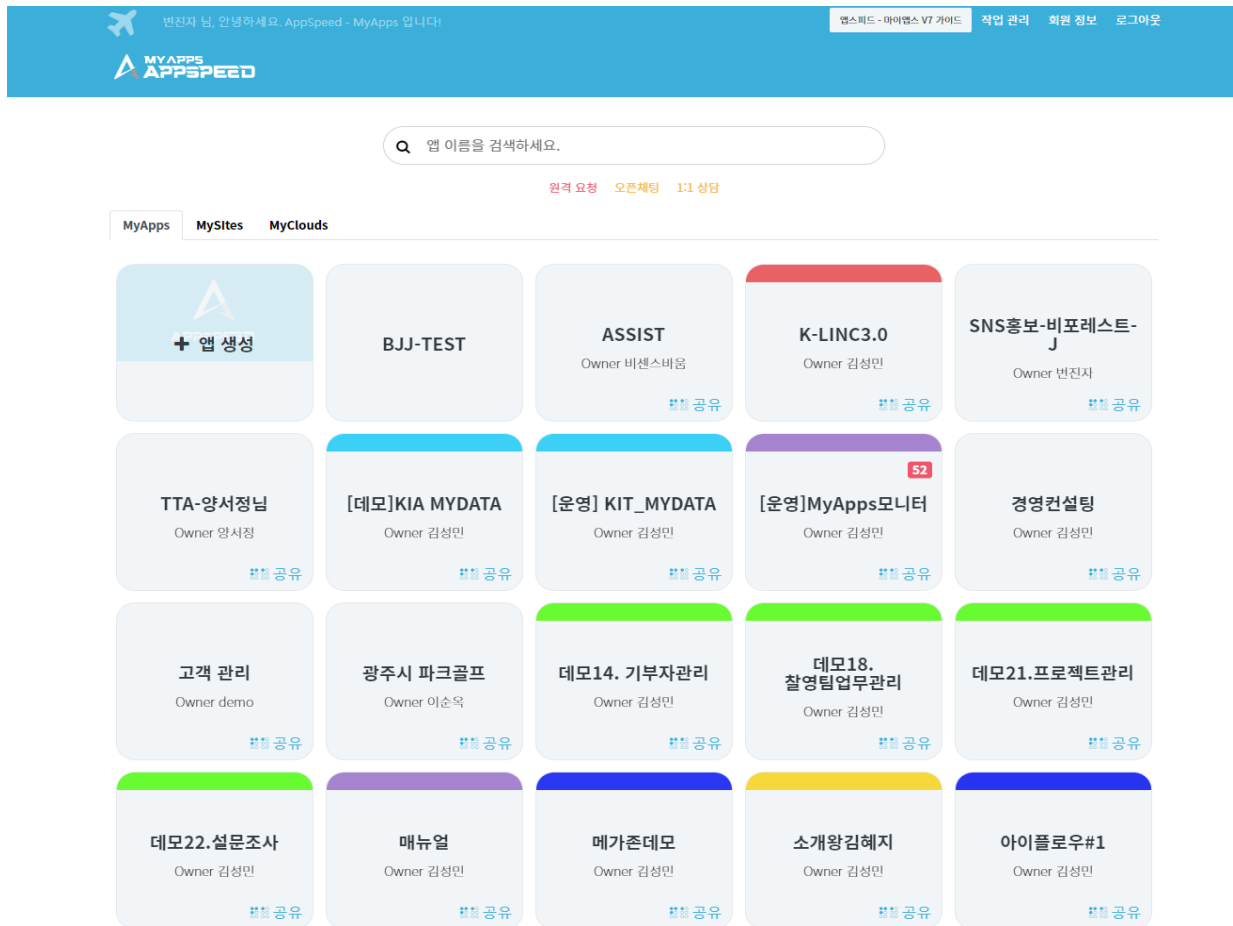 변진자 님, 안녕하세요. AppSpeed - MyApps 입니다!
앱스피드 - 마이앱스 V7 가이드 작업 관리 회원 정보 로그아웃
MYAPPS
APPSPEED
앱 이름을 검색하세요.
원격 요청 오픈채팅 1:1 상담
MyApps MySItes MyClouds
APPSPEED
+ 앱 생성
BJJ-TEST
ASSIST
Owner 비센스바움
공유
K-LINC3.0
Owner 김성민
공유
SNS홍보-비포레스트-
J
Owner 변진자
공유
TTA-양서정님
Owner 양서정
공유
[데모]KIA MYDATA
Owner 김성민
공유
[운영] KIT_MYDATA
Owner 김성민
공유
52
[운영]MyApps모니터
Owner 김성민
공유
경영컨설팅
Owner 김성민
공유
고객 관리
Owner demo
공유
광주시 파크골프
Owner 이순옥
공유
데모14. 기부자관리
Owner 김성민
공유
데모18.
촬영팀업무관리
Owner 김성민
공유
데모21.프로젝트관리
Owner 김성민
공유
데모22.설문조사
Owner 김성민
공유
매뉴얼
Owner 김성민
공유
메가존데모
Owner 김성민
공유
소개왕김혜지
Owner 김성민
공유
아이플로우#1
Owner 김성민
공유